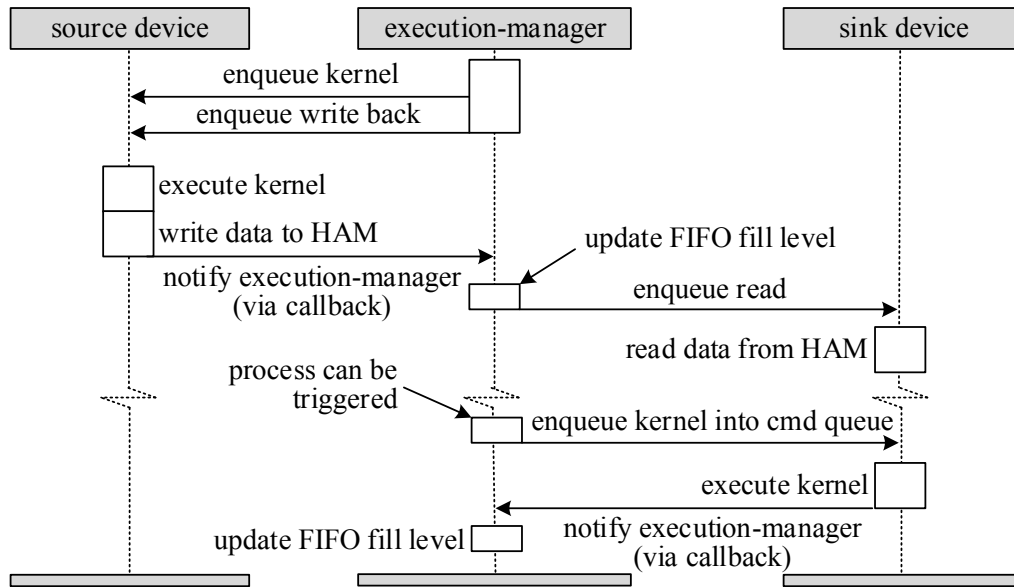 source device
execution-manager
sink device
enqueue kernel
enqueue write back
execute kernel
write data to HAM
update FIFO fill level
notify execution-manager
(via callback)
enqueue read
read data from HAM
process can be
triggered
enqueue kernel into cmd queue
execute kernel
notify execution-manager
(via callback)
update FIFO fill level